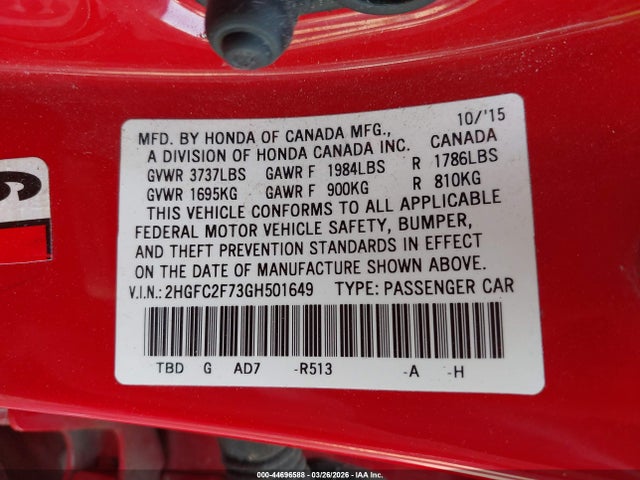 10/'15
MFD. BY HONDA OF CANADA MFG.,
A DIVISION OF HONDA CANADA INC. CANADA
GVWR 3737LBS GAWR F 1984LBS R 1786LBS
GVWR 1695KG GAWR F 900KG R 810KG
THIS VEHICLE CONFORMS TO ALL APPLICABLE
FEDERAL MOTOR VEHICLE SAFETY, BUMPER,
AND THEFT PREVENTION STANDARDS IN EFFECT
ON THE DATE OF MANUFACTURE SHOWN ABOVE.
V.I.N.: 2HGFC2F73GH501649 TYPE: PASSENGER CAR
TBD G AD7 -R513 -A -H
000-44696588 - 03/26/2026 - IAA Inc.